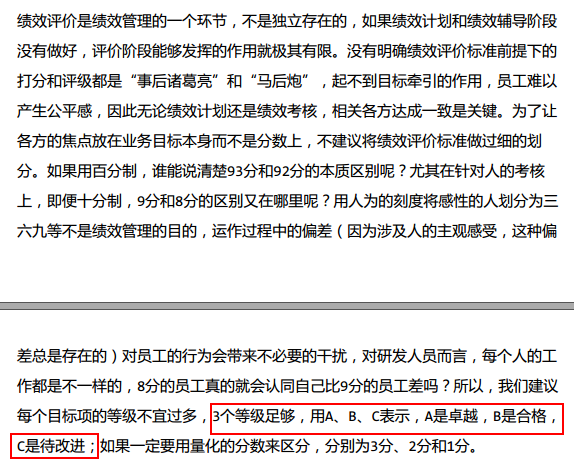 绩效评价是绩效管理的一个环节，不是独立存在的，如果绩效计划和绩效辅导阶段
没有做好，评价阶段能够发挥的作用就极其有限。没有明确绩效评价标准前提下的
打分和评级都是“事后诸葛亮”和“马后炮”，起不到目标牵引的作用，员工难以
产生公平感，因此无论绩效计划还是绩效考核，相关各方达成一致是关键。为了让
各方的焦点放在业务目标本身而不是分数上，不建议将绩效评价标准做过细的划
分。如果用百分制，谁能说清楚93分和92分的本质区别呢？尤其在针对人的考核
上，即便十分制，9分和8分的区别又在哪里呢？用人为的刻度将感性的人划分为三
六九等不是绩效管理的目的，运作过程中的偏差（因为涉及人的主观感受，这种偏
差总是存在的）对员工的行为会带来不必要的干扰，对研发人员而言，每个人的工
作都是不一样的，8分的员工真的就会认同自己比9分的员工差吗？所以，我们建议
每个目标项的等级不宜过多，3个等级足够，用A、B、C表示，A是卓越，B是合格，
C是待改进；如果一定要用量化的分数来区分，分别为3分、2分和1分。